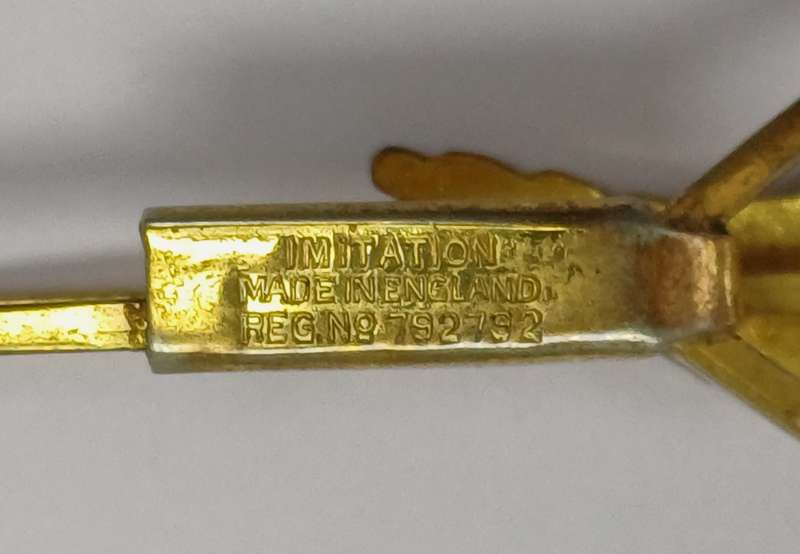 IMITATION
MADE IN ENGLAND.
REG. No 792792